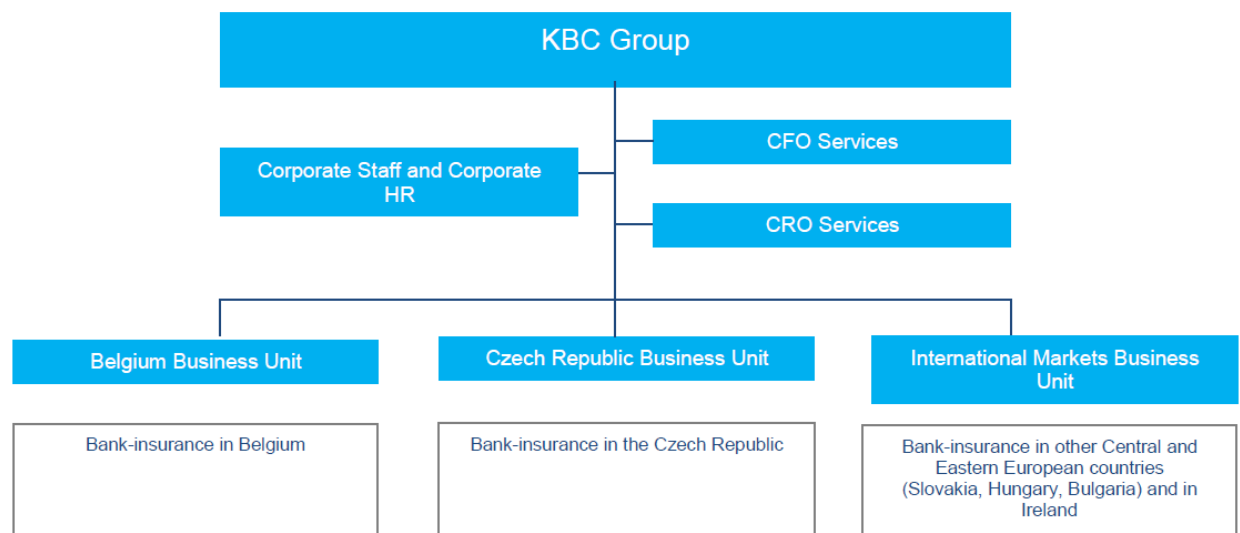 KBC Group
CFO Services
Corporate Staff and Corporate
HR
CRO Services
Belgium Business Unit
Czech Republic Business Unit
International Markets Business
Unit
Bank-insurance in Belgium
Bank-insurance in the Czech Republic
Bank-insurance in other Central and
Eastern European countries
(Slovakia, Hungary, Bulgaria) and in
Ireland